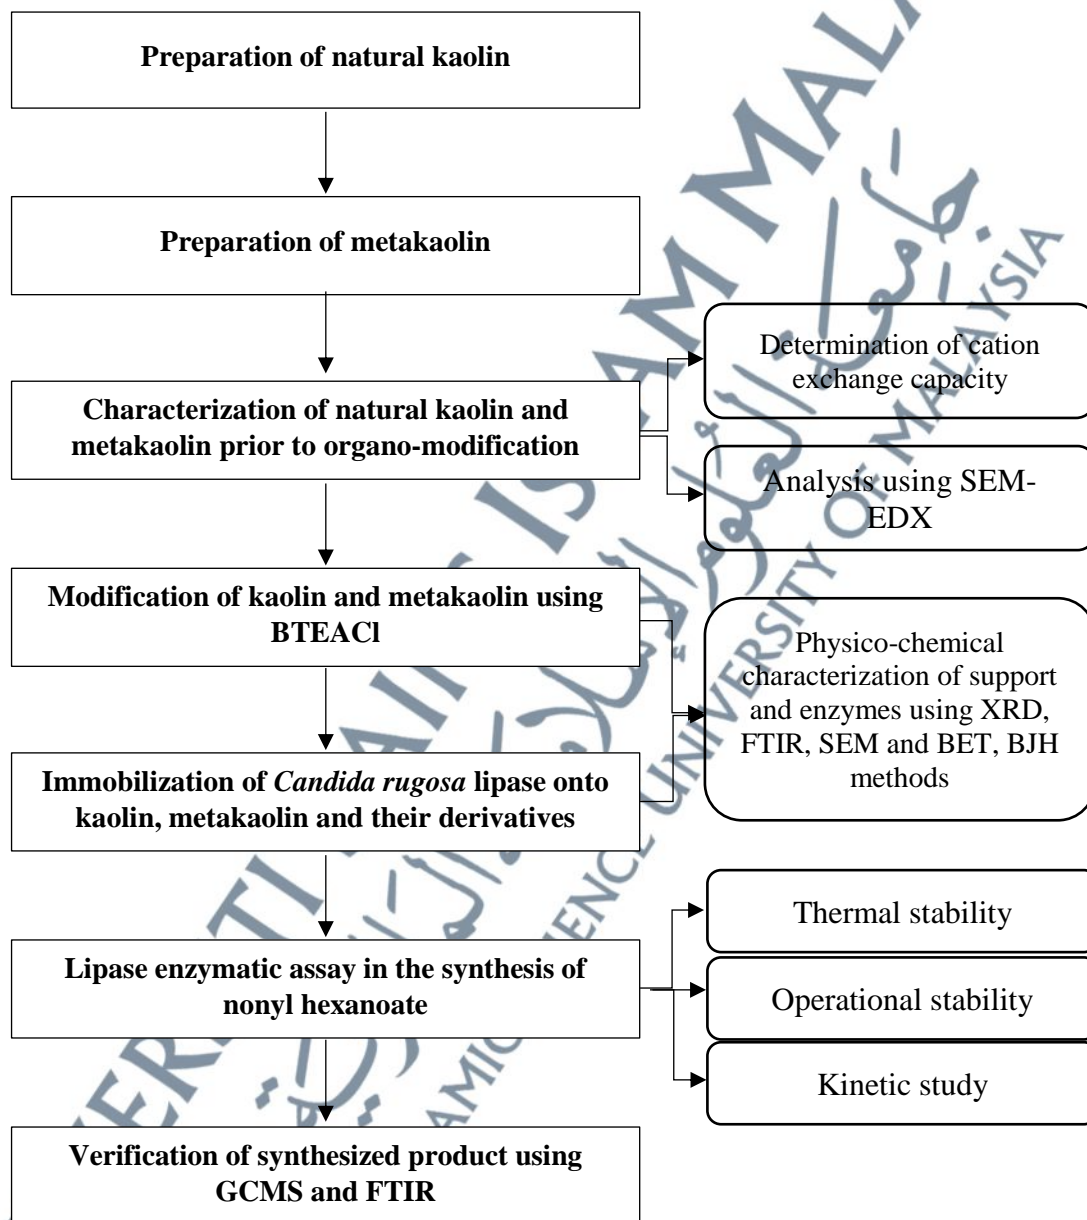 Preparation of natural kaolin
Preparation of metakaolin
Determination of cation
exchange capacity
Characterization of natural kaolin and
metakaolin prior to organo-modification
Analysis using SEM-
EDX
Modification of kaolin and metakaolin using
BTEACl
Physico-chemical
characterization of support
and enzymes using XRD,
FTIR, SEM and BET, BJH
methods
Immobilization of Candida rugosa lipase onto
kaolin, metakaolin and their derivatives
Thermal stability
Lipase enzymatic assay in the synthesis of
nonyl hexanoate
Operational stability
Kinetic study
Verification of synthesized product using
GCMS and FTIR
UNIVERSITY OF MALAYSIA